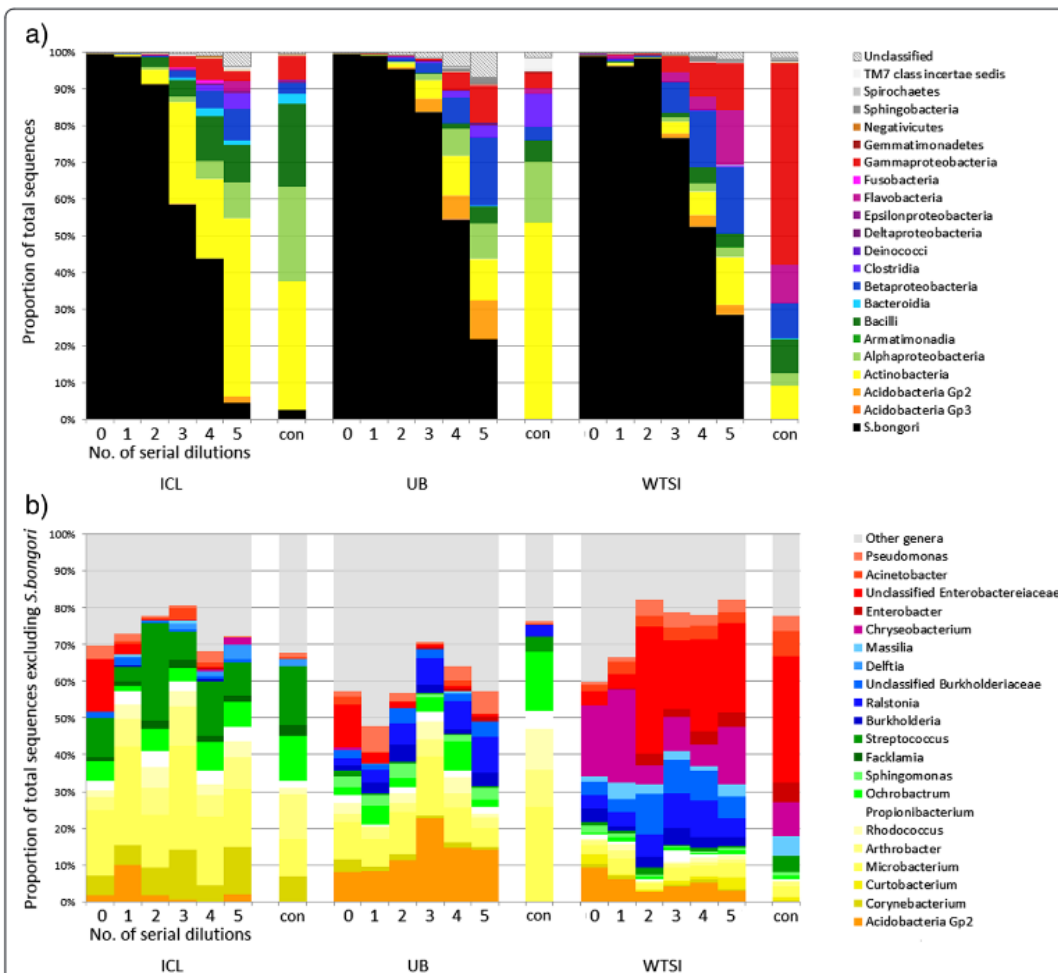 a)
Proportion of total sequences
100%
90%
80%
70%
60%
50%
40%
30%
20%
10%
0%
0 1 2 3 4 5 con 0 1 2 3 4 5 con 0 1 2 3 4 5 con
No. of serial dilutions
ICL UB WTSI
Unclassified
TM7 class incertae sedis
Spirochaetes
Sphingobacteria
Negativicutes
Gemmatimonadetes
Gammaproteobacteria
Fusobacteria
Flavobacteria
Epsilonproteobacteria
Deltaproteobacteria
Deinococci
Clostridia
Betaproteobacteria
Bacteroidia
Bacilli
Armatimonadia
Alphaproteobacteria
Actinobacteria
Acidobacteria Gp2
Acidobacteria Gp3
S.bongori
b)
Proportion of total sequences excluding S.bongori
100%
90%
80%
70%
60%
50%
40%
30%
20%
10%
0%
0 1 2 3 4 5 con 0 1 2 3 4 5 con 0 1 2 3 4 5 con
No. of serial dilutions
ICL UB WTSI
Other genera
Pseudomonas
Acinetobacter
Unclassified Enterobactereiaceae
Enterobacter
Chryseobacterium
Massilia
Delftia
Unclassified Burkholderiaceae
Ralstonia
Burkholderia
Streptococcus
Facklamia
Sphingomonas
Ochrobactrum
Propionibacterium
Rhodococcus
Arthrobacter
Microbacterium
Curtobacterium
Corynebacterium
Acidobacteria Gp2